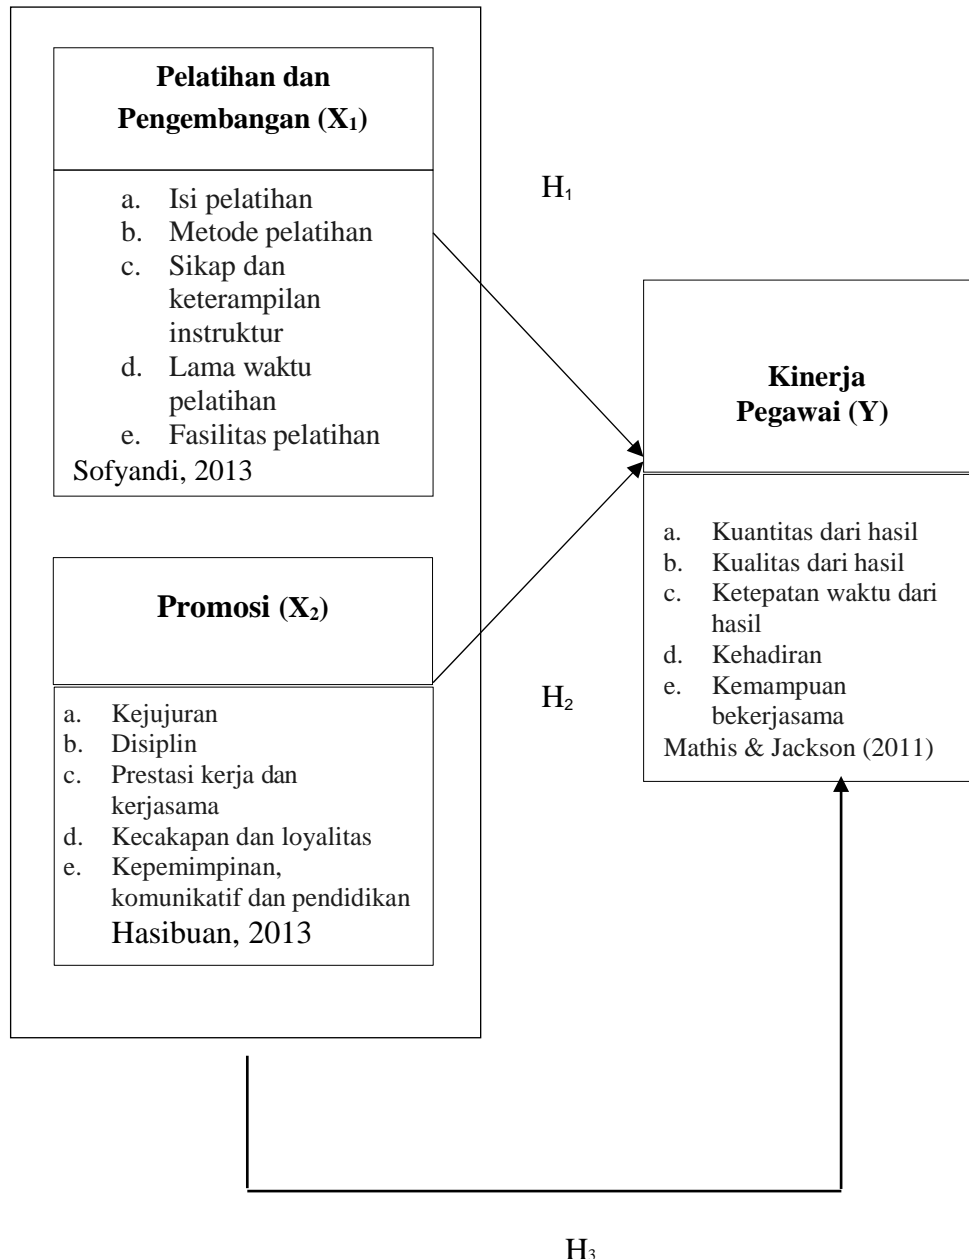 Pelatihan dan
Pengembangan (X₁)
a. Isi pelatihan
b. Metode pelatihan
c. Sikap dan
keterampilan
instruktur
d. Lama waktu
pelatihan
e. Fasilitas pelatihan
Sofyandi, 2013
Promosi (X₂)
a. Kejujuran
b. Disiplin
c. Prestasi kerja dan
kerjasama
d. Kecakapan dan loyalitas
e. Kepemimpinan,
komunikatif dan pendidikan
Hasibuan, 2013
H₁
H₂
Kinerja
Pegawai (Y)
a. Kuantitas dari hasil
b. Kualitas dari hasil
c. Ketepatan waktu dari
hasil
d. Kehadiran
e. Kemampuan
bekerjasama
Mathis & Jackson (2011)
H₃